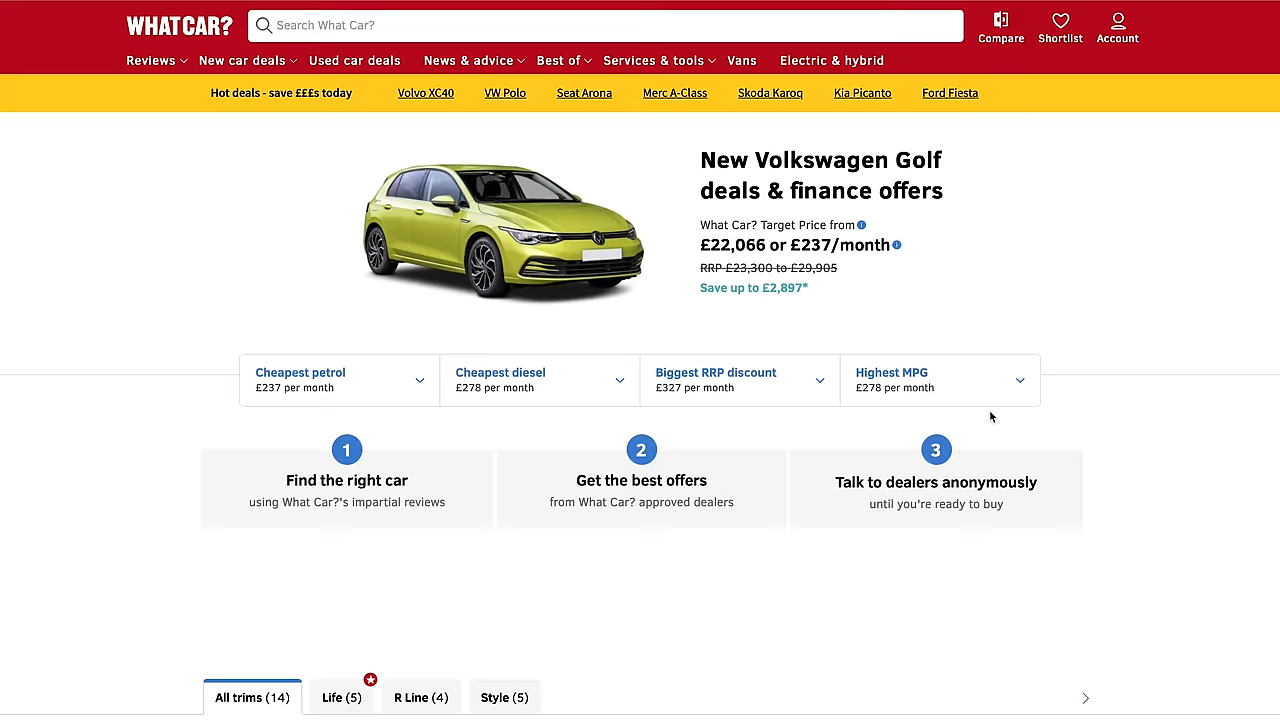 WHAT CAR?
Search What Car?
Compare
Shortlist
Account
Reviews
New car deals
Used car deals
News & advice
Best of
Services & tools
Vans
Electric & hybrid
Hot deals - save £££s today
Volvo XC40
VW Polo
Seat Arona
Merc A-Class
Skoda Karoq
Kia Picanto
Ford Fiesta
New Volkswagen Golf
deals & finance offers
What Car? Target Price from
£22,066 or £237/month
RRP £23,300 to £29,905
Save up to £2,897*
Cheapest petrol
£237 per month
Cheapest diesel
£278 per month
Biggest RRP discount
£327 per month
Highest MPG
£278 per month
1
Find the right car
using What Car?'s impartial reviews
2
Get the best offers
from What Car? approved dealers
3
Talk to dealers anonymously
until you're ready to buy
All trims (14)
Life (5)
R Line (4)
Style (5)